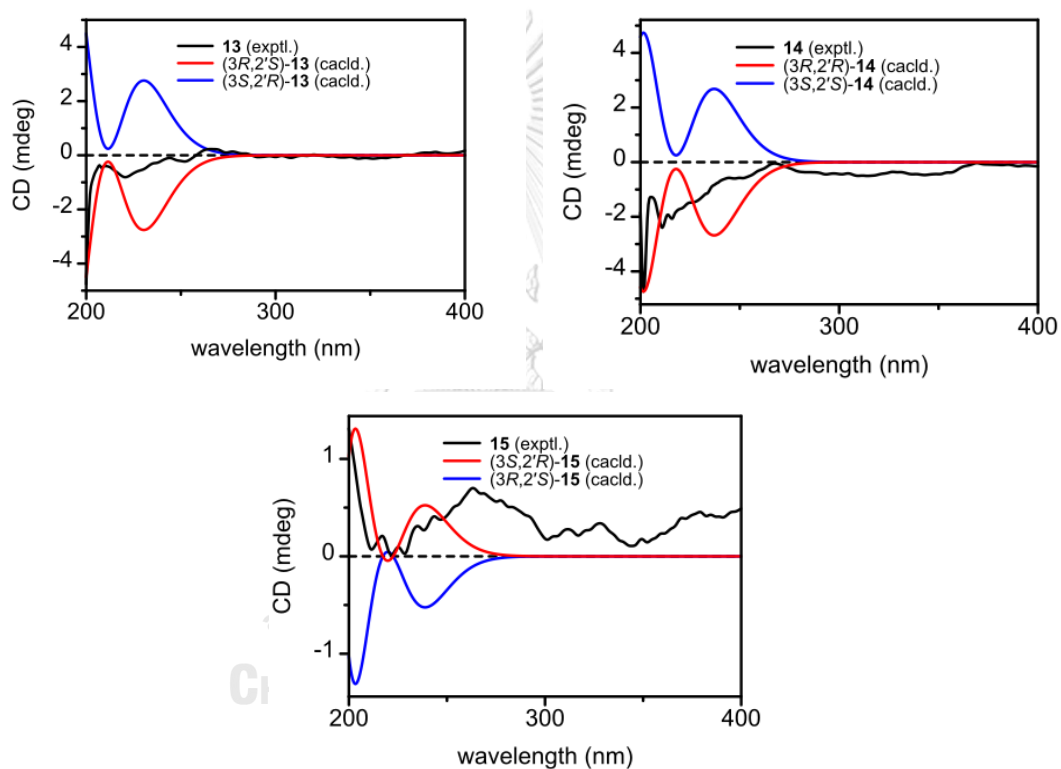 4
2
0
-2
-4
CD (mdeg)
13 (exptl.)
(3R,2'S)-13 (cacld.)
(3S,2'R)-13 (cacld.)
200
300
400
wavelength (nm)
4
2
0
-2
-4
CD (mdeg)
14 (exptl.)
(3R,2'R)-14 (cacld.)
(3S,2'S)-14 (cacld.)
200
300
400
wavelength (nm)
1
0
-1
CD (mdeg)
15 (exptl.)
(3S,2'R)-15 (cacld.)
(3R,2'S)-15 (cacld.)
200
300
400
wavelength (nm)